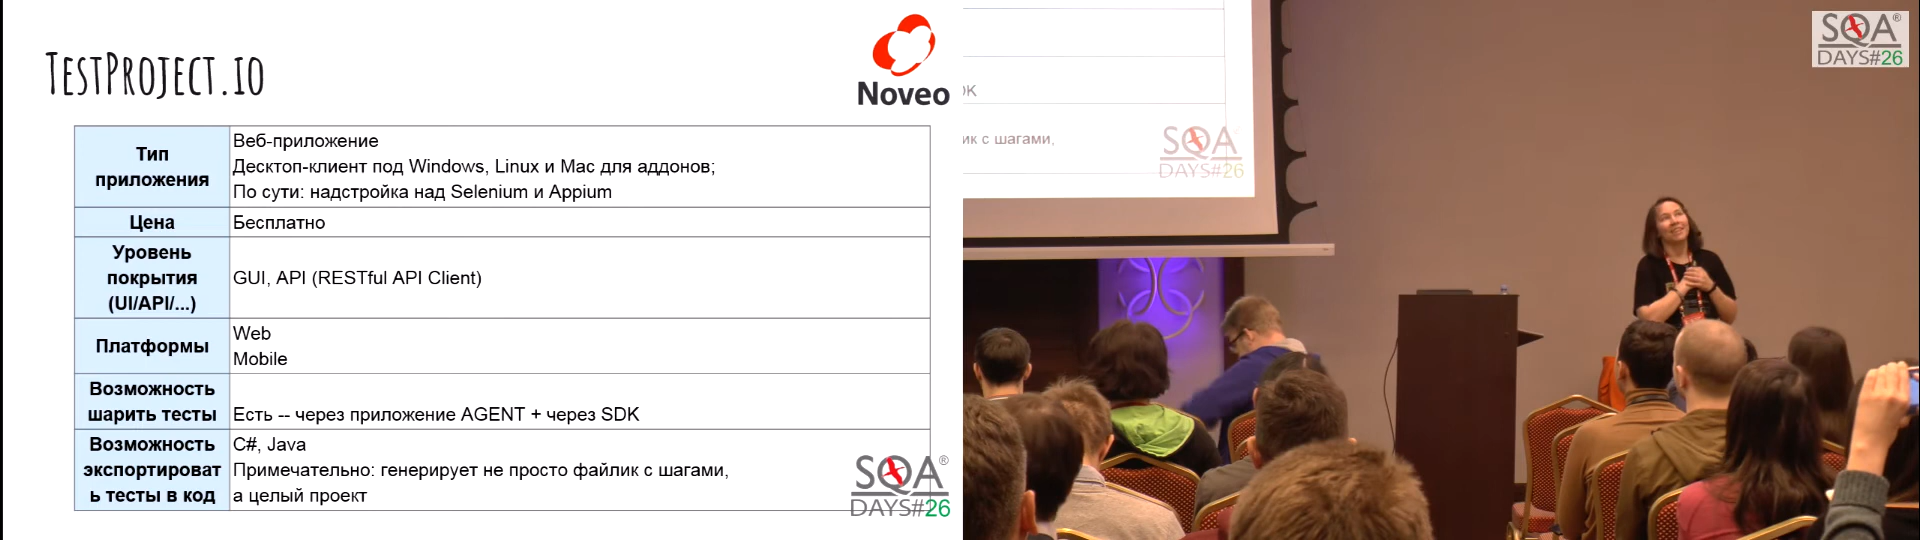 TestProject.io
Noveo
Тип приложения
Веб-приложение
Десктоп-клиент под Windows, Linux и Mac для аддонов;
По сути: надстройка над Selenium и Appium
Цена
Бесплатно
Уровень
покрытия
(UI/API/...)
GUI, API (RESTful API Client)
Платформы
Web
Mobile
Возможность
шарить тесты
Есть -- через приложение AGENT + через SDK
Возможность
экспортироват
ь тесты в код
C#, Java
Примечательно: генерирует не просто файлик с шагами,
а целый проект
SQA®
DAYS#26
DK
ик с шагами,
SQA
DAYS#26
SQA®
DAYS#26